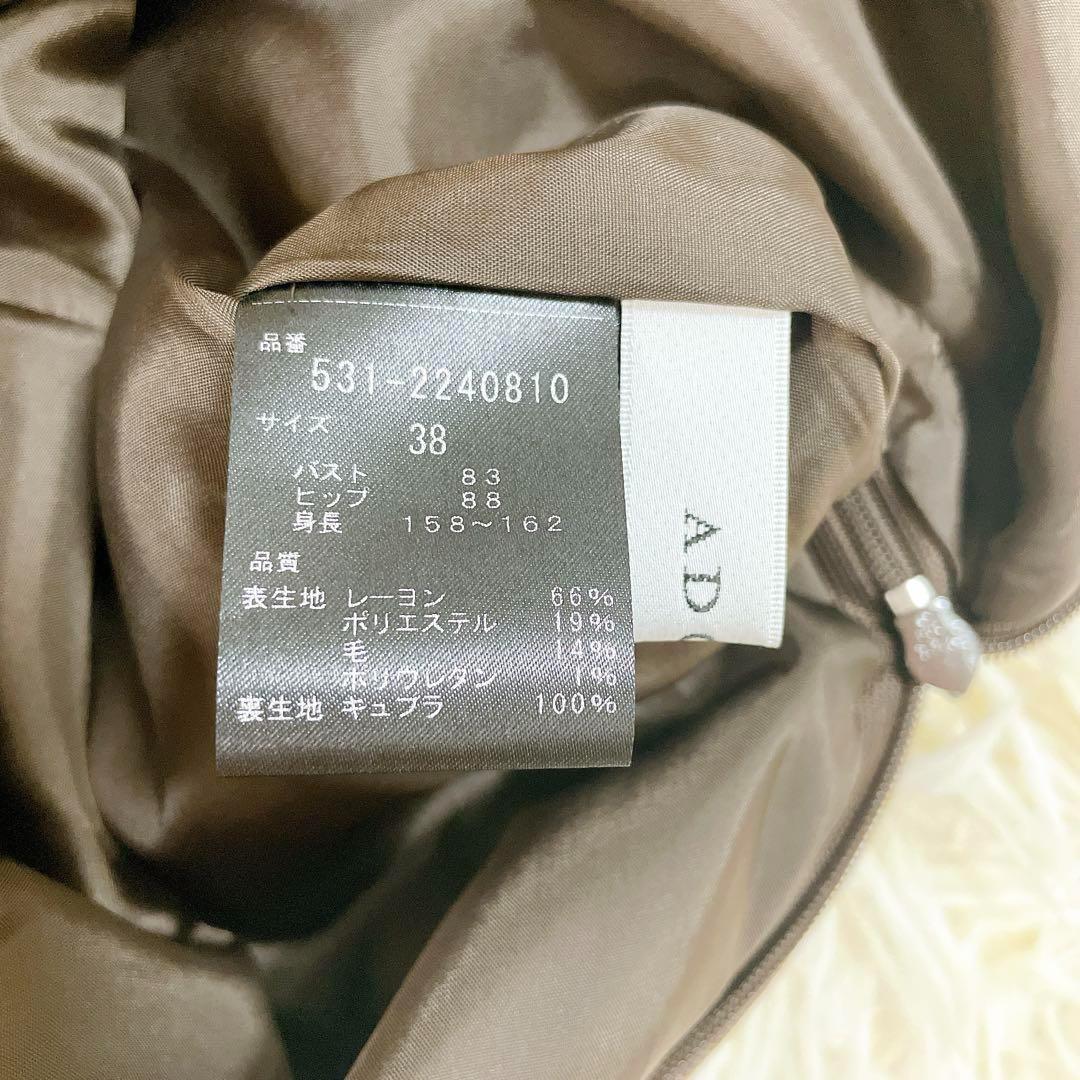 品番
531-2240810
サイズ 38
バスト 83
ヒップ 88
身長 158〜162
品質
表生地 レーヨン 66%
ポリエステル 19%
毛 14%
ポリウレタン 1%
裏生地 キュプラ 100%
AD